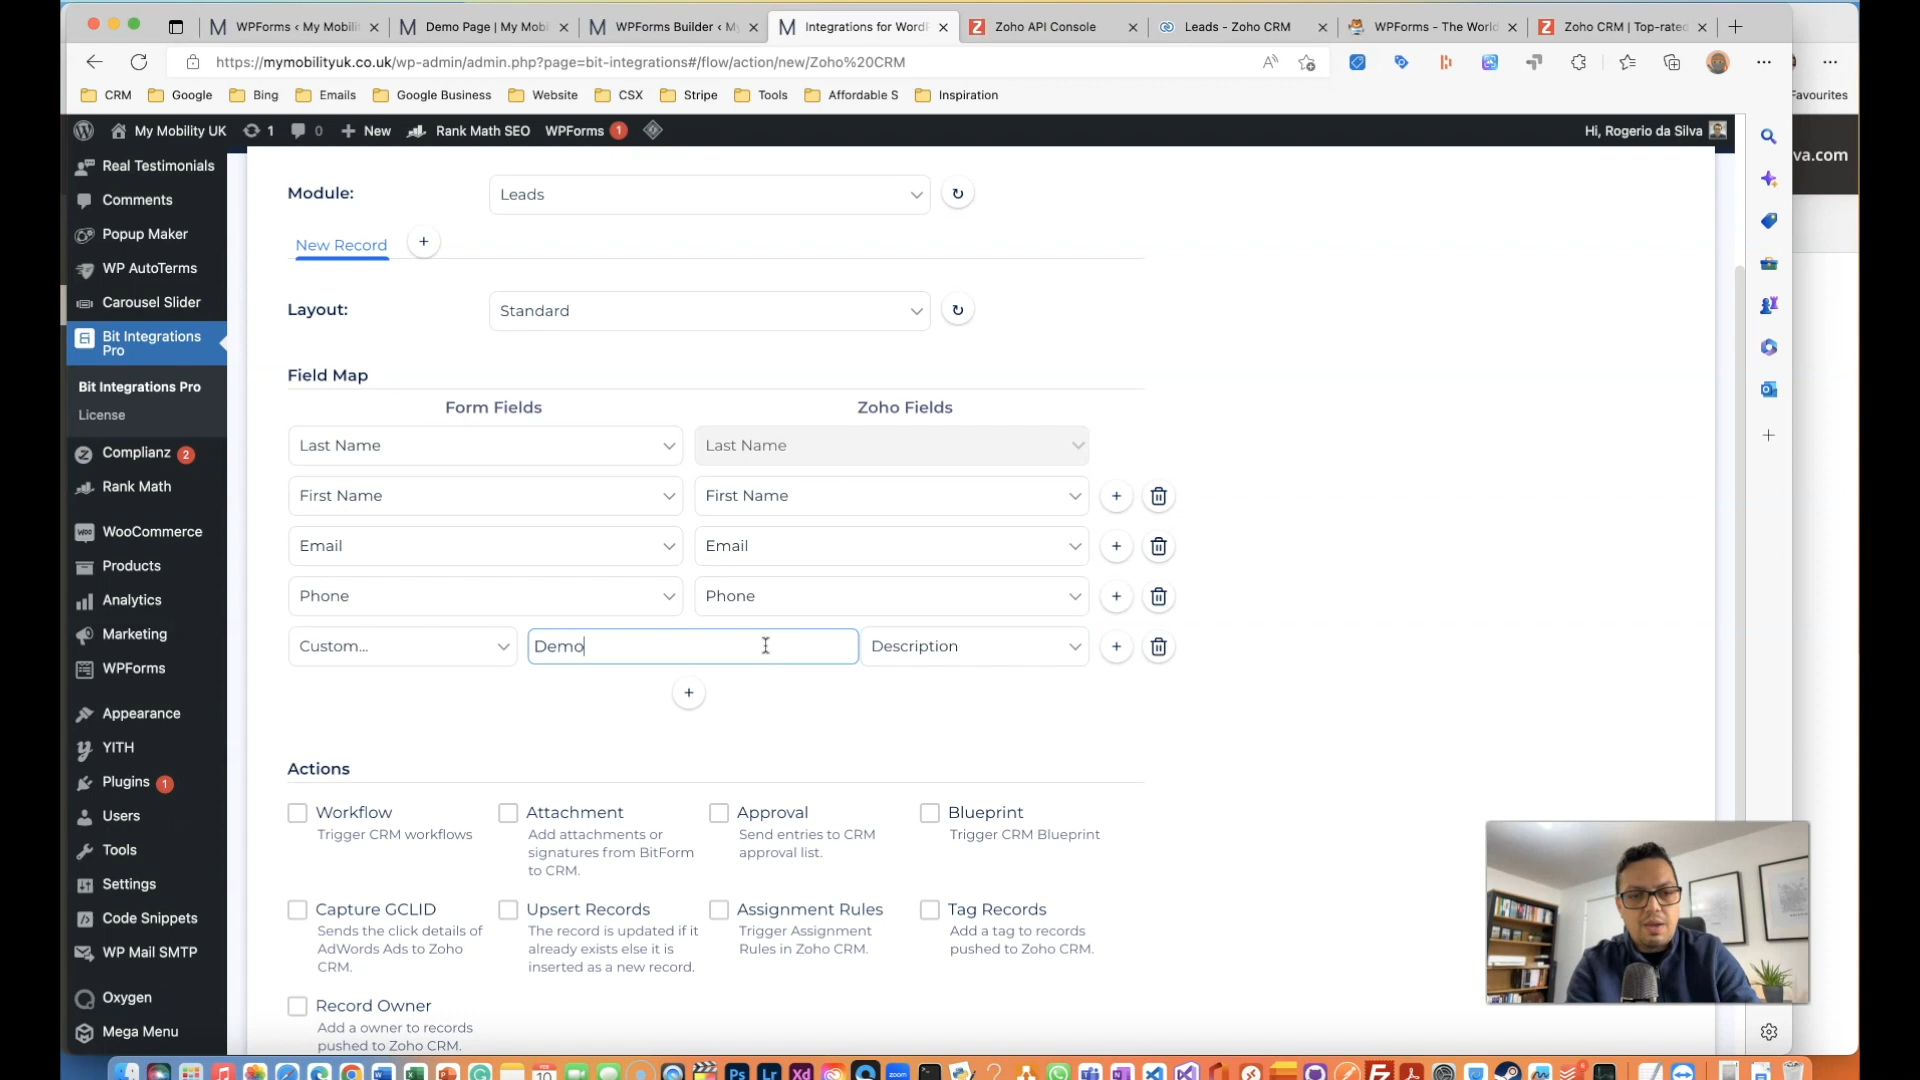 WPForms < My Mobilit
Demo Page | My Mobi
WPForms Builder < My
Integrations for WordP
Zoho API Console
Leads - Zoho CRM
WPForms - The World
Zoho CRM | Top-rated
https://mymobilityuk.co.uk/wp-admin/admin.php?page=bit-integrations#/flow/action/new/Zoho%20CRM
CRM
Google
Bing
Emails
Google Business
Website
CSX
Stripe
Tools
Affordable S
Inspiration
Favourites
My Mobility UK
1
0
New
Rank Math SEO
WPForms 1
Hi, Rogerio da Silva
va.com
Real Testimonials
Comments
Popup Maker
WP AutoTerms
Carousel Slider
Bit Integrations
Pro
Bit Integrations Pro
License
Complianz 2
Rank Math
WooCommerce
Products
Analytics
Marketing
WPForms
Appearance
YITH
Plugins 1
Users
Tools
Settings
Code Snippets
WP Mail SMTP
Oxygen
Mega Menu
Module:
Leads
New Record
Layout:
Standard
Field Map
Form Fields
Zoho Fields
Last Name
Last Name
First Name
First Name
Email
Email
Phone
Phone
Custom...
Demo
Description
Actions
Workflow
Trigger CRM workflows
Attachment
Add attachments or
signatures from BitForm
to CRM.
Approval
Send entries to CRM
approval list.
Blueprint
Trigger CRM Blueprint
Capture GCLID
Sends the click details of
AdWords Ads to Zoho
CRM.
Upsert Records
The record is updated if it
already exists else it is
inserted as a new record.
Assignment Rules
Trigger Assignment
Rules in Zoho CRM.
Tag Records
Add a tag to records
pushed to Zoho CRM.
Record Owner
Add a owner to records
pushed to Zoho CRM.
Ps
Lr
Xd
zoom